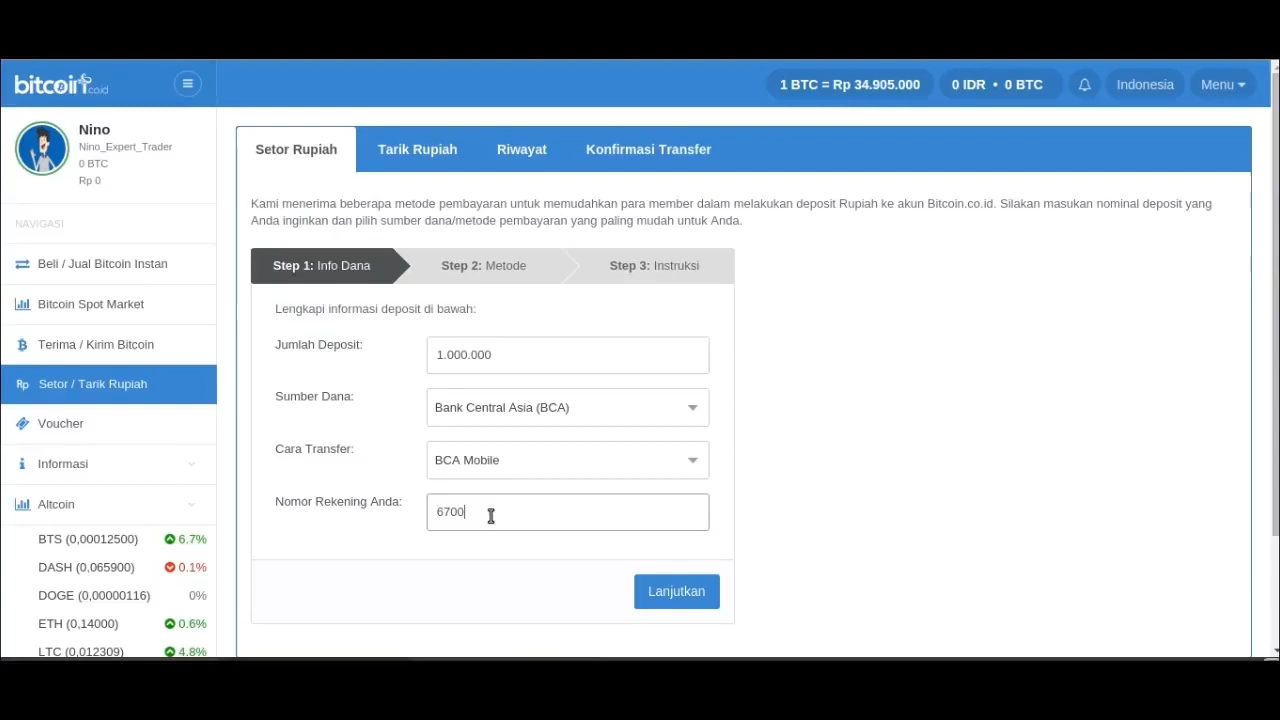 bitcoin.co.id
1 BTC = Rp 34.905.000
0 IDR • 0 BTC
Indonesia
Menu
Nino
Nino_Expert_Trader
0 BTC
Rp 0
NAVIGASI
Beli / Jual Bitcoin Instan
Bitcoin Spot Market
Terima / Kirim Bitcoin
Rp Setor / Tarik Rupiah
Voucher
Informasi
Altcoin
BTS (0,00012500) 6.7%
DASH (0.065900) 0.1%
DOGE (0,00000116) 0%
ETH (0,14000) 0.6%
LTC (0,012309) 4.8%
Setor Rupiah
Tarik Rupiah
Riwayat
Konfirmasi Transfer
Kami menerima beberapa metode pembayaran untuk memudahkan para member dalam melakukan deposit Rupiah ke akun Bitcoin.co.id. Silakan masukan nominal deposit yang
Anda inginkan dan pilih sumber dana/metode pembayaran yang paling mudah untuk Anda.
Step 1: Info Dana
Step 2: Metode
Step 3: Instruksi
Lengkapi informasi deposit di bawah:
Jumlah Deposit:
1.000.000
Sumber Dana:
Bank Central Asia (BCA)
Cara Transfer:
BCA Mobile
Nomor Rekening Anda:
6700
Lanjutkan